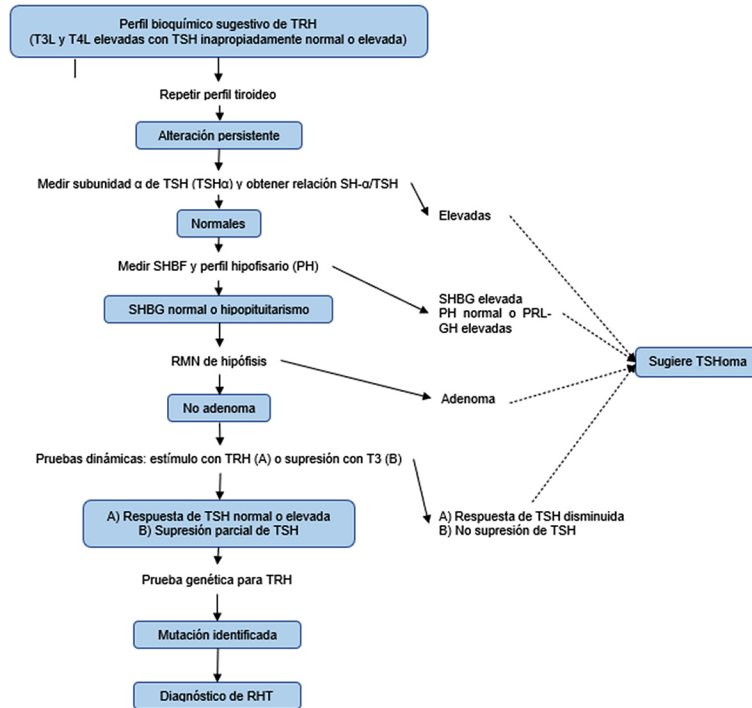 Perfil bioquímico sugestivo de TRH
(T3L y T4L elevadas con TSH inapropiadamente normal o elevada)
Repetir perfil tiroideo
Alteración persistente
Medir subunidad α de TSH (TSHα) y obtener relación SH-α/TSH
Elevadas
Normales
Medir SHBF y perfil hipofisario (PH)
SHBG elevada
PH normal o PRL-
GH elevadas
SHBG normal o hipopituitarismo
Sugiere TSHoma
RMN de hipófisis
Adenoma
No adenoma
Pruebas dinámicas: estímulo con TRH (A) o supresión con T3 (B)
A) Respuesta de TSH normal o elevada
B) Supresión parcial de TSH
A) Respuesta de TSH disminuida
B) No supresión de TSH
Prueba genética para TRH
Mutación identificada
Diagnóstico de RHT